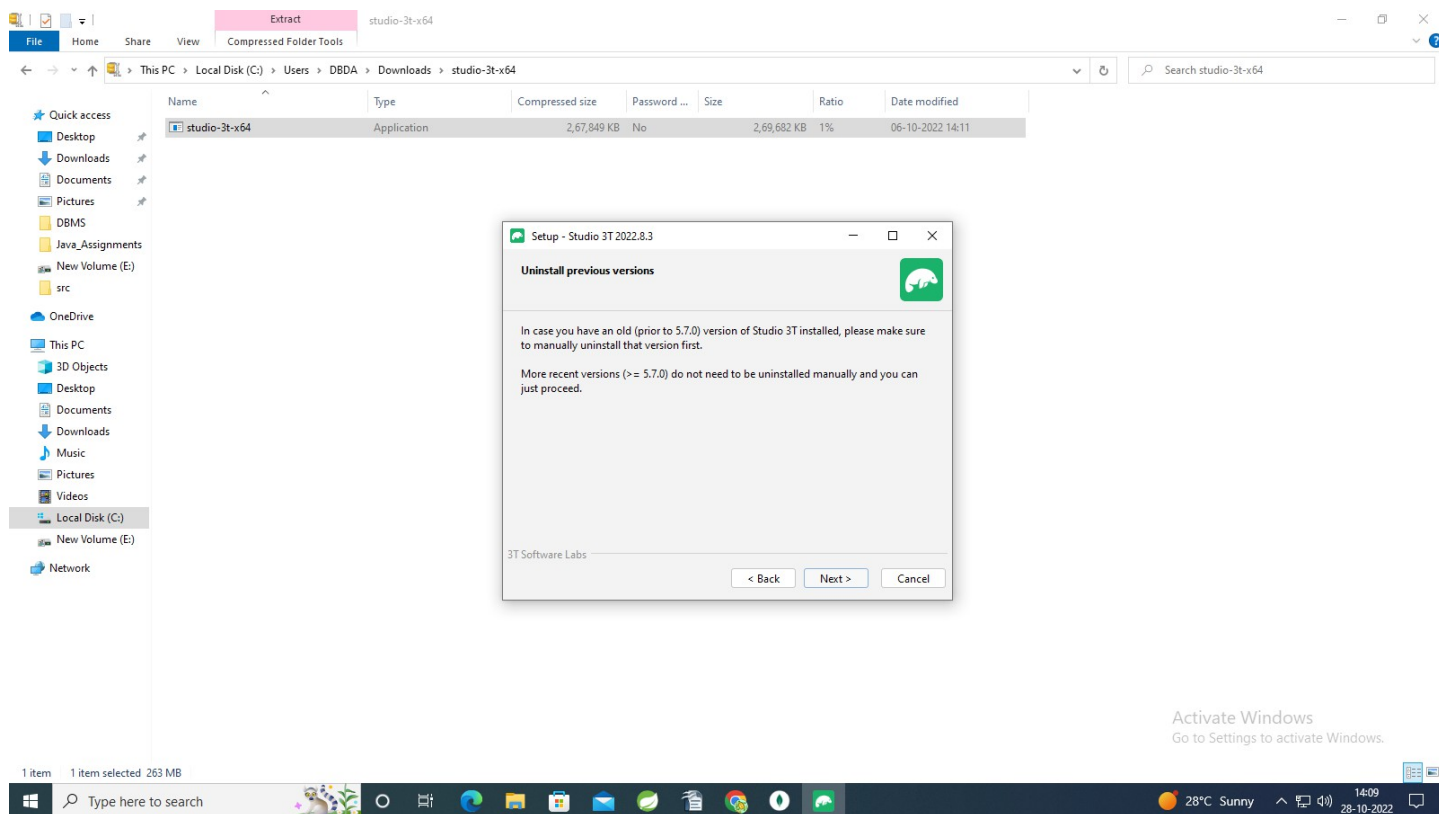 Extract
studio-3t-x64
File Home Share View Compressed Folder Tools
This PC > Local Disk (C:) > Users > DBDA > Downloads > studio-3t-x64
Search studio-3t-x64
Name Type Compressed size Password ... Size Ratio Date modified
studio-3t-x64 Application 2,67,849 KB No 2,69,682 KB 1% 06-10-2022 14:11
Quick access
Desktop
Downloads
Documents
Pictures
DBMS
Java_Assignments
New Volume (E:)
src
OneDrive
This PC
3D Objects
Desktop
Documents
Downloads
Music
Pictures
Videos
Local Disk (C:)
New Volume (E:)
Network
Setup - Studio 3T 2022.8.3
Uninstall previous versions
In case you have an old (prior to 5.7.0) version of Studio 3T installed, please make sure
to manually uninstall that version first.
More recent versions (>= 5.7.0) do not need to be uninstalled manually and you can
just proceed.
3T Software Labs
< Back Next > Cancel
Activate Windows
Go to Settings to activate Windows.
1 item 1 item selected 263 MB
Type here to search
28°C Sunny
14:09
28-10-2022